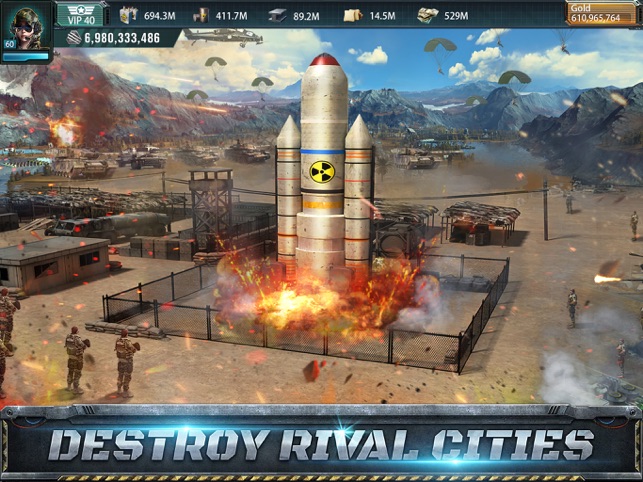 VIP 40
694.3M
411.7M
89.2M
14.5M
529M
Gold
610,965,764
60
6,980,333,486
DESTROY RIVAL CITIES